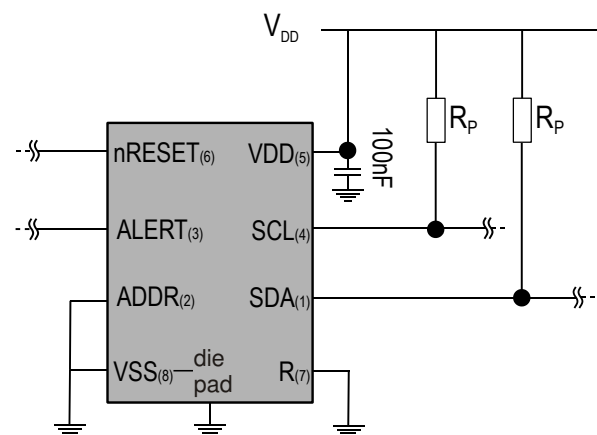 VDD
nRESET(6)
VDD(5)
100nF
RP
RP
ALERT(3)
SCL(4)
ADDR(2)
SDA(1)
VSS(8)
die
pad
R(7)